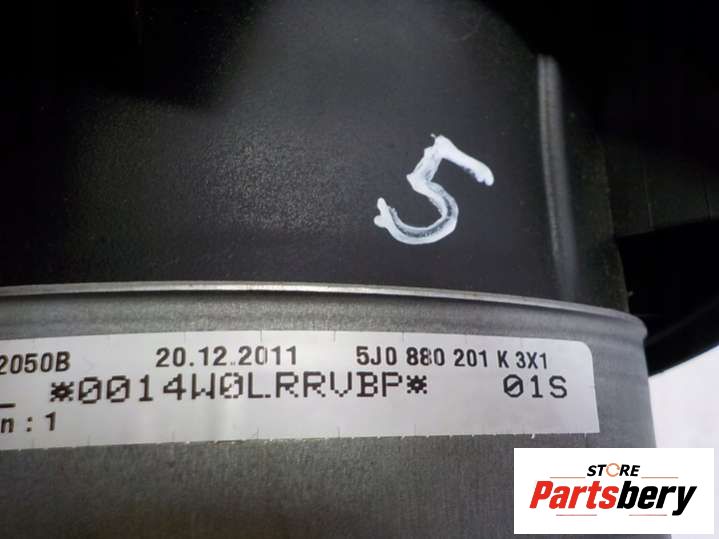 5
2050B 20.12.2011 5J0 880 201 K 3X1
*0014W0LRRVBP* 01S
n : 1
STORE
Partsbery